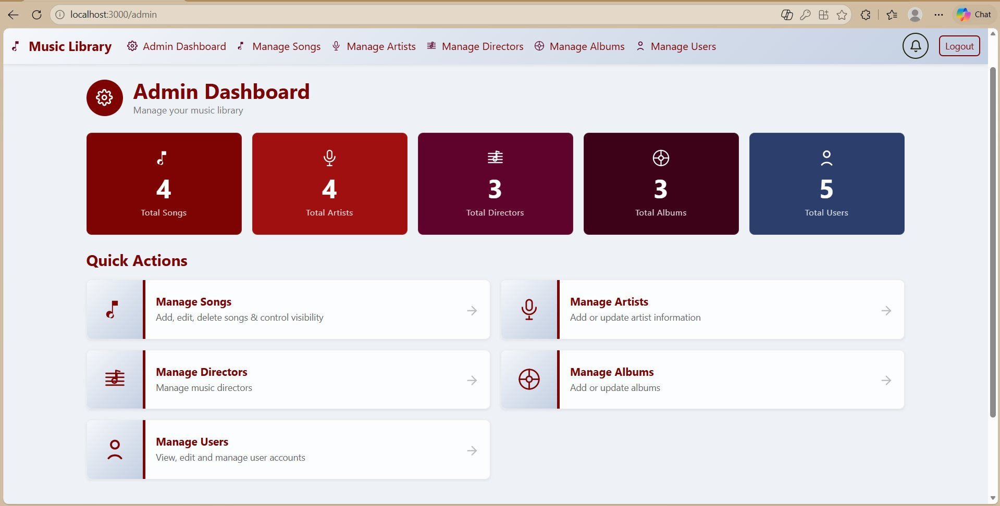 localhost:3000/admin
Chat
Music Library
Admin Dashboard
Manage Songs
Manage Artists
Manage Directors
Manage Albums
Manage Users
Logout
Admin Dashboard
Manage your music library
4
Total Songs
4
Total Artists
3
Total Directors
3
Total Albums
5
Total Users
Quick Actions
Manage Songs
Add, edit, delete songs & control visibility
Manage Artists
Add or update artist information
Manage Directors
Manage music directors
Manage Albums
Add or update albums
Manage Users
View, edit and manage user accounts